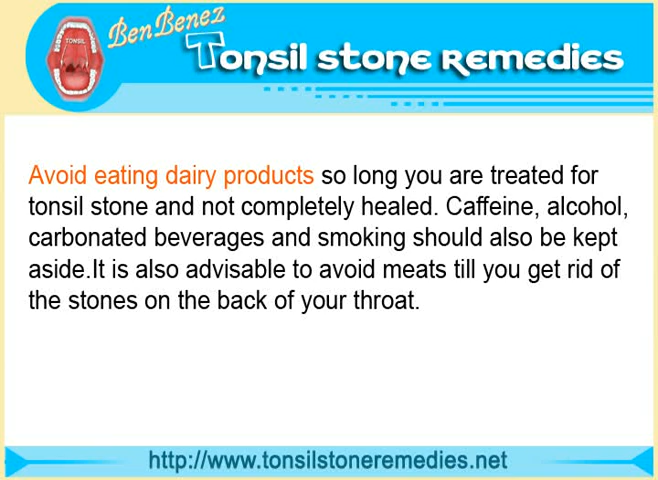 BenBenez
TONSIL
Tonsil stone Remedies
Avoid eating dairy products so long you are treated for
tonsil stone and not completely healed. Caffeine, alcohol,
carbonated beverages and smoking should also be kept
aside.It is also advisable to avoid meats till you get rid of
the stones on the back of your throat.
http://www.tonsilstoneremedies.net